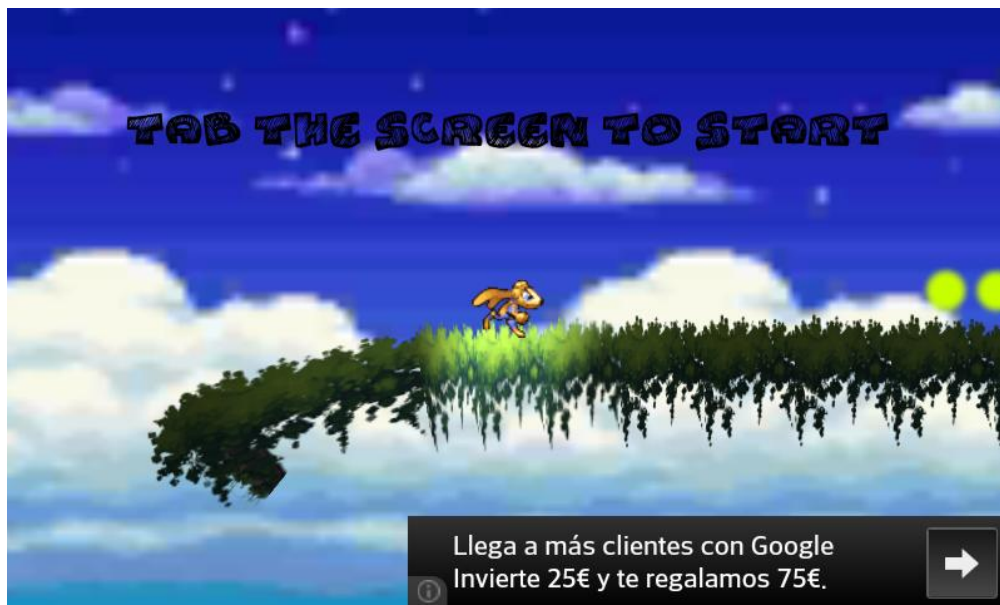 TAB THE SCREEN TO START
Llega a más clientes con Google
Invierte 25€ y te regalamos 75€.